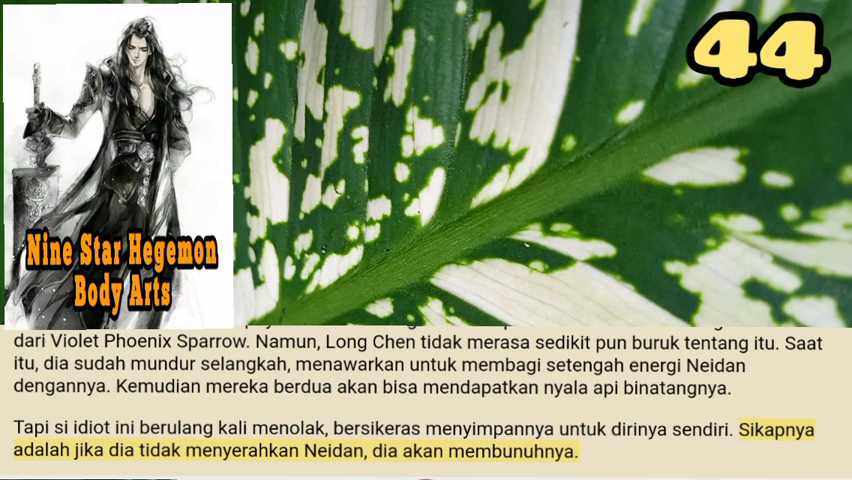 44
Nine Star Hegemon
Body Arts
dari Violet Phoenix Sparrow. Namun, Long Chen tidak merasa sedikit pun buruk tentang itu. Saat
itu, dia sudah mundur selangkah, menawarkan untuk membagi setengah energi Neidan
dengannya. Kemudian mereka berdua akan bisa mendapatkan nyala api binatangnya.
Tapi si idiot ini berulang kali menolak, bersikeras menyimpannya untuk dirinya sendiri. Sikapnya
adalah jika dia tidak menyerahkan Neidan, dia akan membunuhnya.